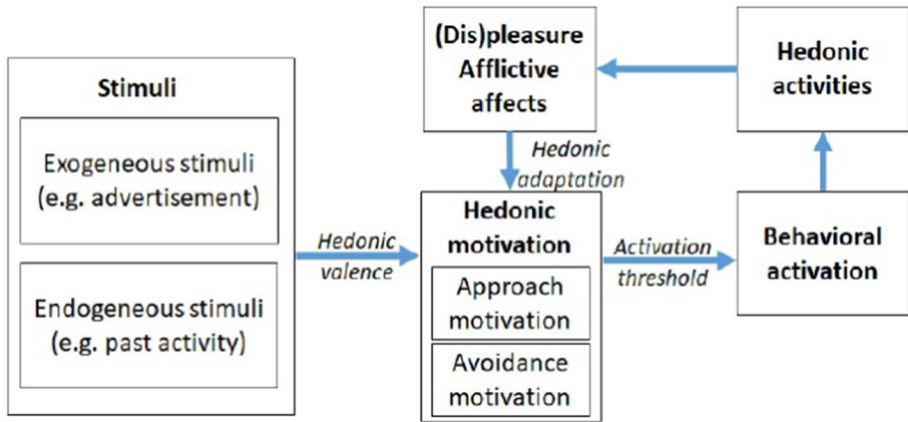 Stimuli
Exogeneous stimuli
(e.g. advertisement)
Endogeneous stimuli
(e.g. past activity)
Hedonic
valence
(Dis)pleasure
Afflictive
affects
Hedonic
adaptation
Hedonic
motivation
Approach
motivation
Avoidance
motivation
Activation
threshold
Behavioral
activation
Hedonic
activities